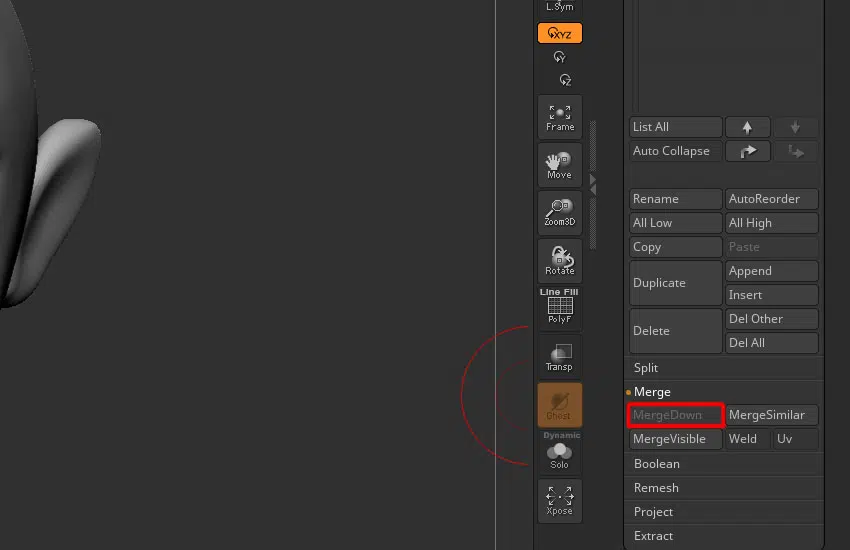 L.Sym
XYZ
Y
Z
Frame
Move
Zoom3D
Rotate
Line Fill
PolyF
Transp
Ghost
Dynamic
Solo
Xpose
List All
Auto Collapse
Rename AutoReorder
All Low All High
Copy Paste
Duplicate Append
Insert
Delete Del Other
Del All
Split
Merge
MergeDown MergeSimilar
MergeVisible Weld Uv
Boolean
Remesh
Project
Extract